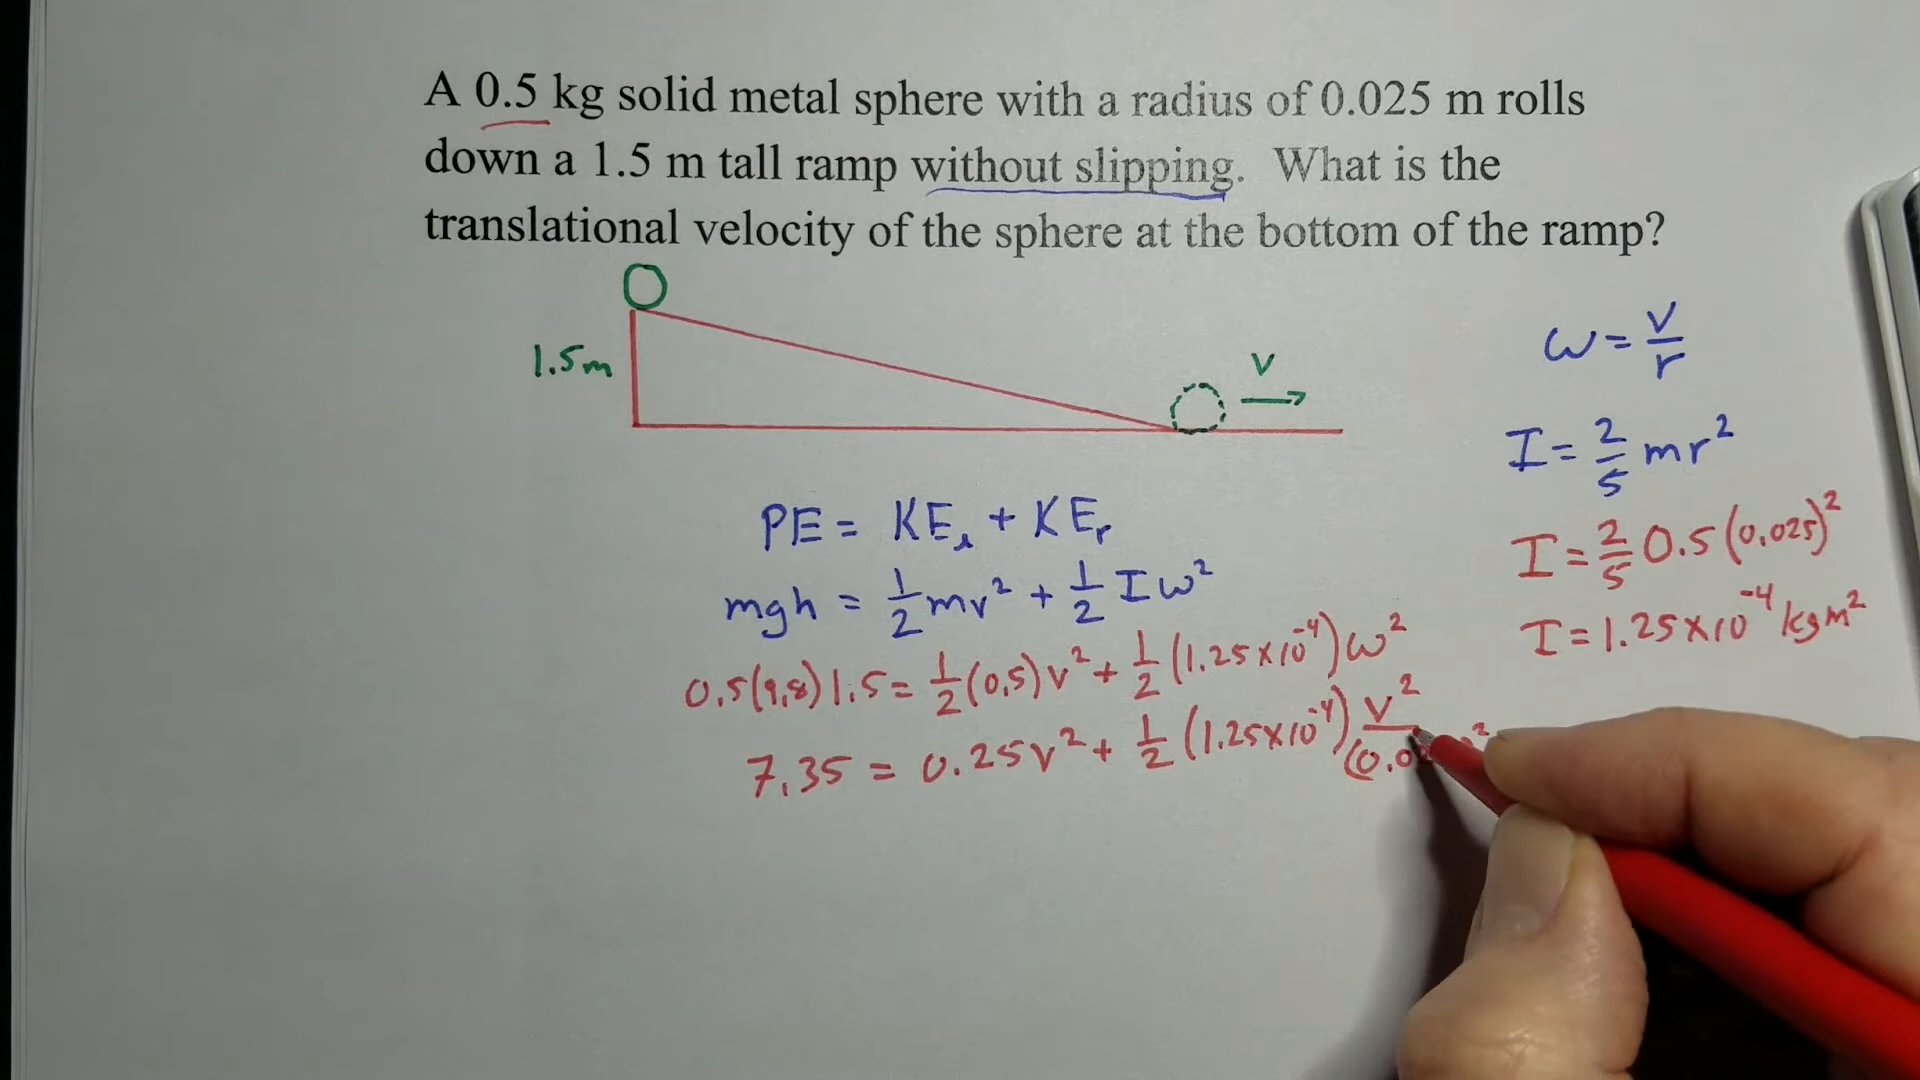 A 0.5 kg solid metal sphere with a radius of 0.025 m rolls
down a 1.5 m tall ramp without slipping. What is the
translational velocity of the sphere at the bottom of the ramp?
1.5m
v
ω = v/r
I = 2/5 mr²
I = 2/5 0.5 (0.025)²
I = 1.25×10⁻⁴ kgm²
PE = KE + KEᵣ
mgh = 1/2 mv² + 1/2 Iω²
0.5(9.8)1.5 = 1/2 (0.5)v² + 1/2 (1.25×10⁻⁴)ω²
7.35 = 0.25v² + 1/2 (1.25×10⁻⁴) v²/(0.0